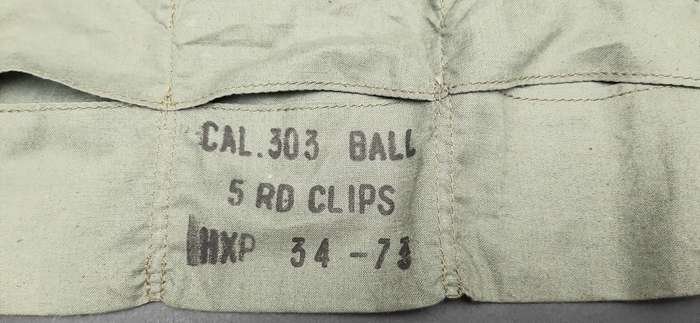 CAL.303 BALL
5 RD CLIPS
HXP 34-73